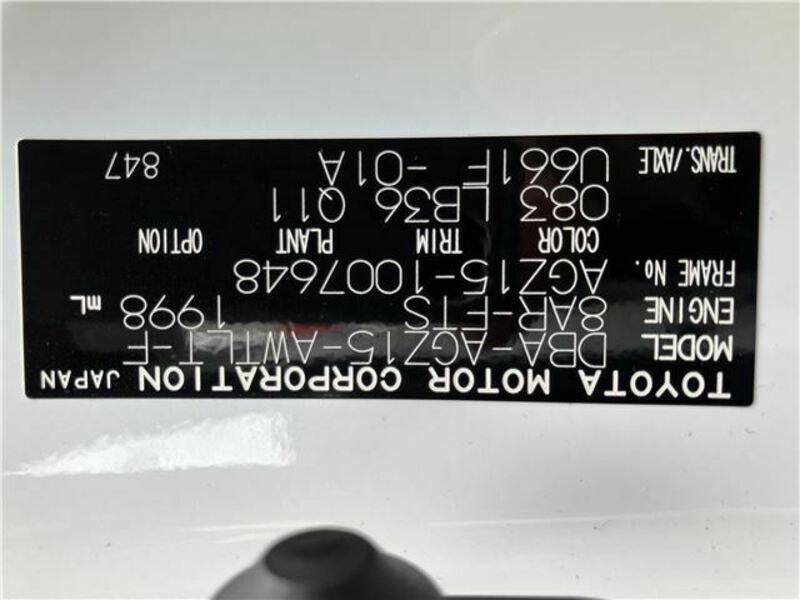 TOYOTA MOTOR CORPORATION JAPAN
MODEL DBA-AGZ15-AWTLT-F
ENGINE 8AR-FTS 1998 mL
FRAME No. AGZ15-1007648
COLOR TRIM PLANT OPTION
083 LB36 Q11
TRANS./AXLE U661F -01A 847